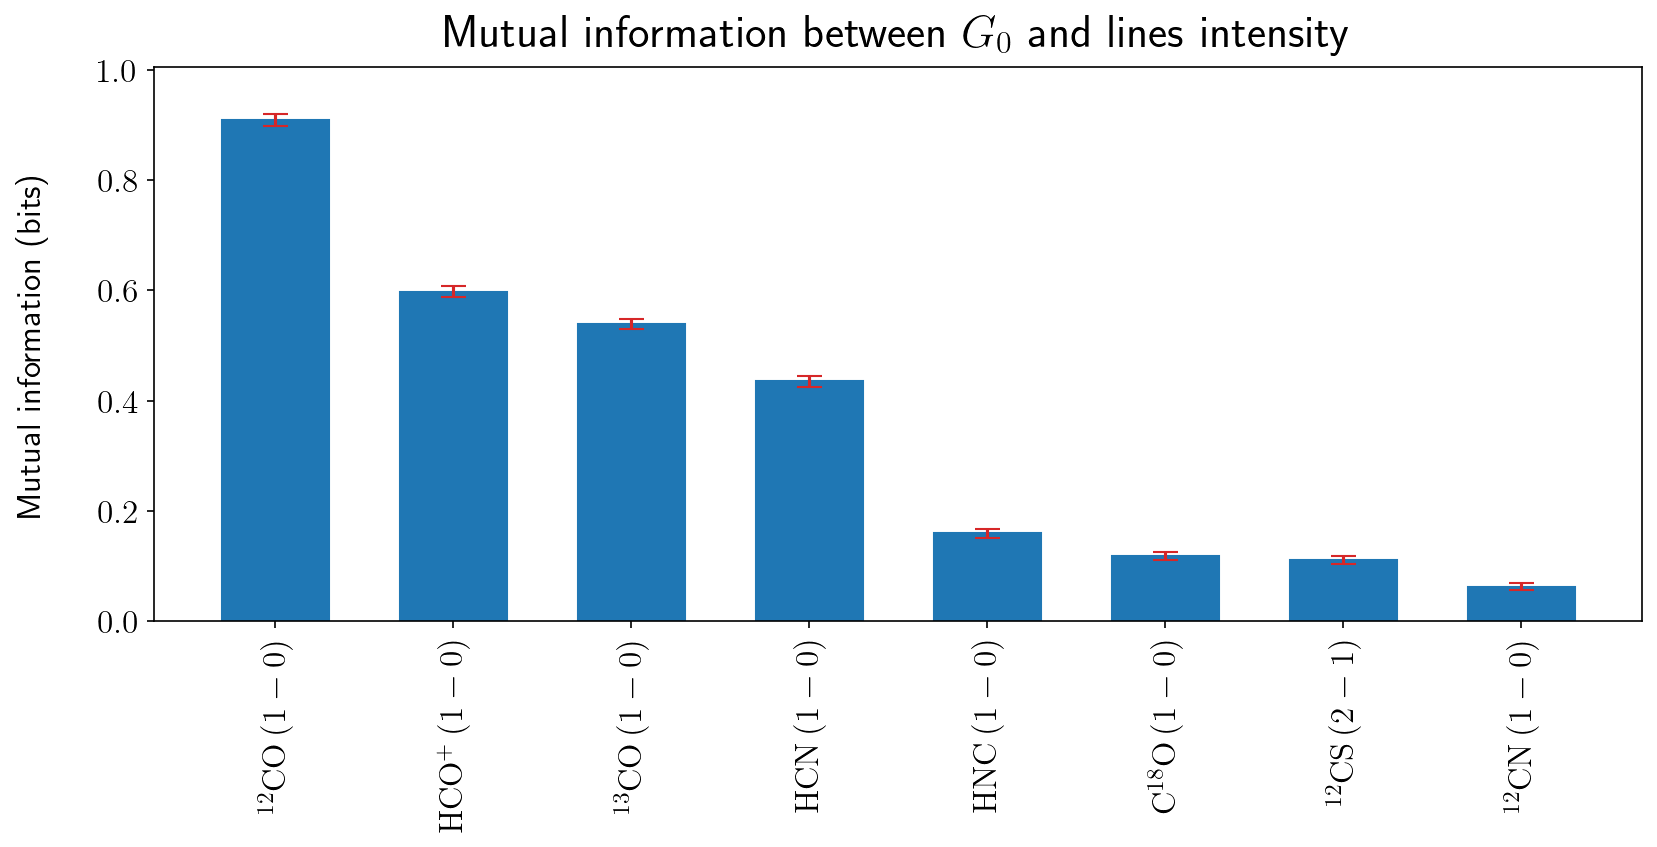 Mutual information between G₀ and lines intensity
Mutual information (bits)
1.0
0.8
0.6
0.4
0.2
0.0
¹²CO (1 − 0)
HCO⁺ (1 − 0)
¹³CO (1 − 0)
HCN (1 − 0)
HNC (1 − 0)
C¹⁸O (1 − 0)
¹²CS (2 − 1)
¹²CN (1 − 0)